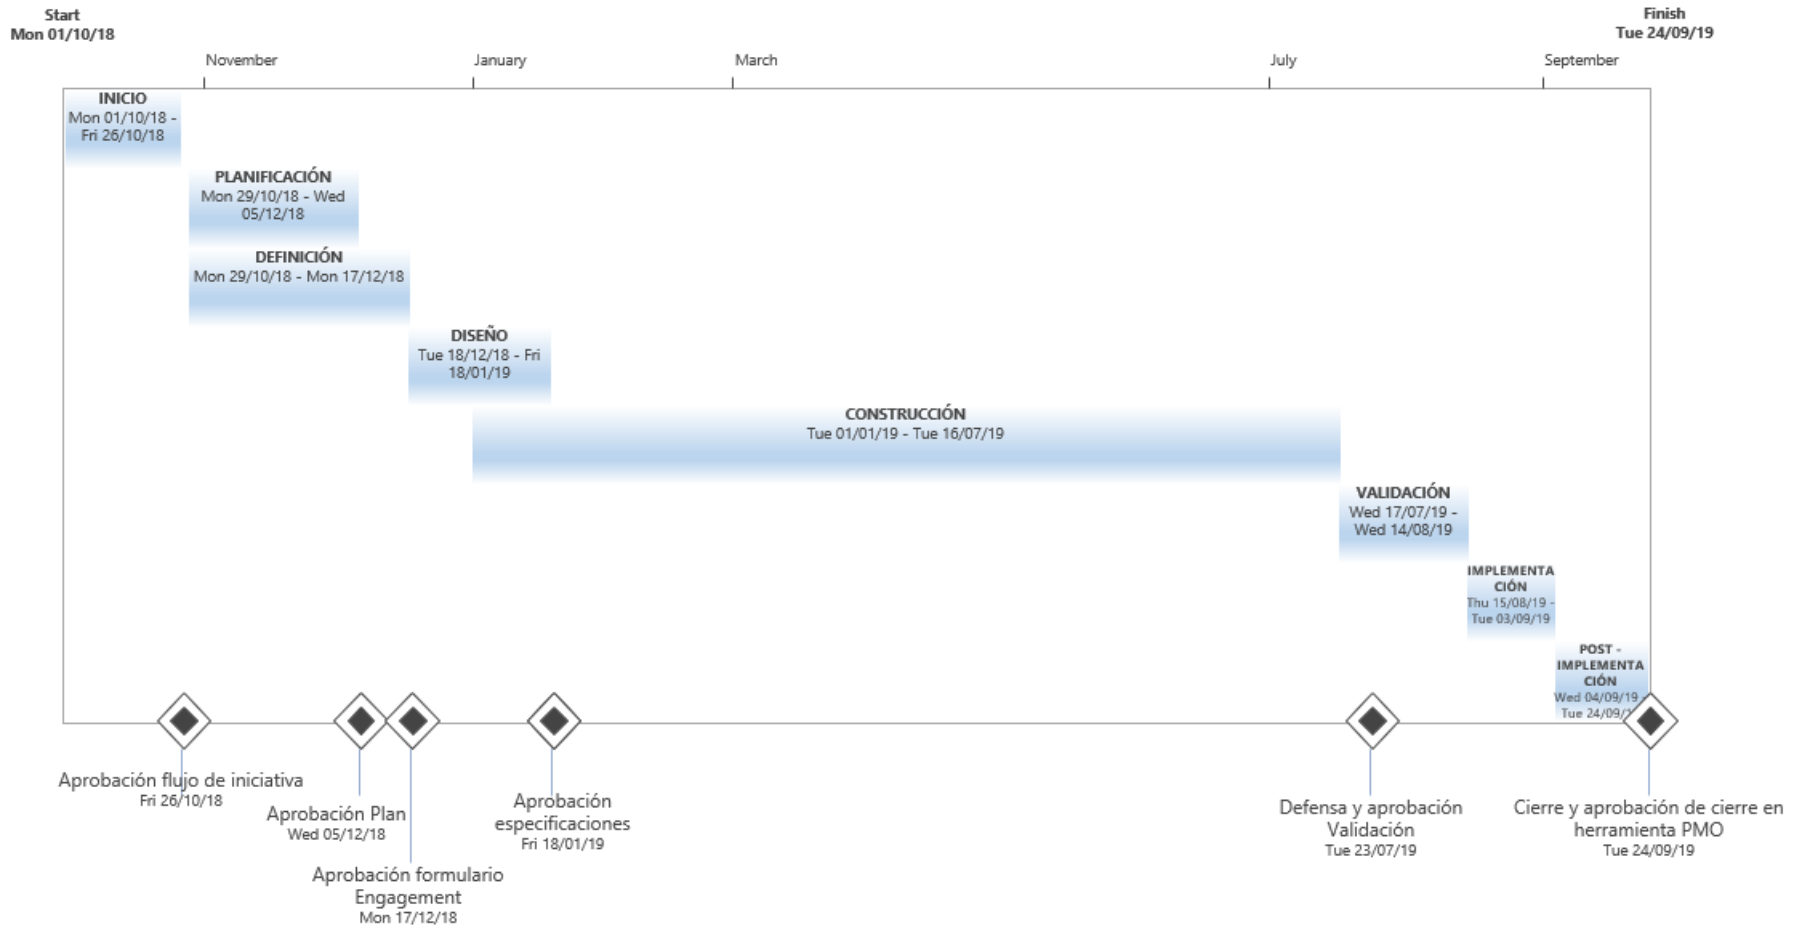 Start
Mon 01/10/18
Finish
Tue 24/09/19
November
January
March
July
September
INICIO
Mon 01/10/18 -
Fri 26/10/18
PLANIFICACIÓN
Mon 29/10/18 - Wed
05/12/18
DEFINICIÓN
Mon 29/10/18 - Mon 17/12/18
DISEÑO
Tue 18/12/18 - Fri
18/01/19
CONSTRUCCIÓN
Tue 01/01/19 - Tue 16/07/19
VALIDACIÓN
Wed 17/07/19 -
Wed 14/08/19
IMPLEMENTA
CIÓN
Thu 15/08/19 -
Tue 03/09/19
POST -
IMPLEMENTA
CIÓN
Wed 04/09/19 -
Tue
Aprobación flujo de iniciativa
Fri 26/10/18
Aprobación Plan
Wed 05/12/18
Aprobación formulario
Engagement
Mon 17/12/18
Aprobación
especificaciones
Fri 18/01/19
Defensa y aprobación
Validación
Tue 23/07/19
Cierre y aprobación de cierre en
herramienta PMO
Tue 24/09/19